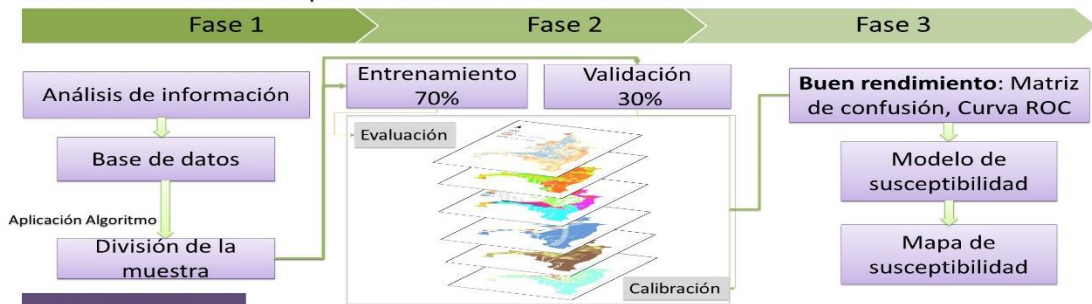 Fase 1
Fase 2
Fase 3
Análisis de información
Base de datos
Aplicación Algoritmo
División de la
muestra
Entrenamiento
70%
Validación
30%
Evaluación
Calibración
Buen rendimiento: Matriz
de confusión, Curva ROC
Modelo de
susceptibilidad
Mapa de
susceptibilidad